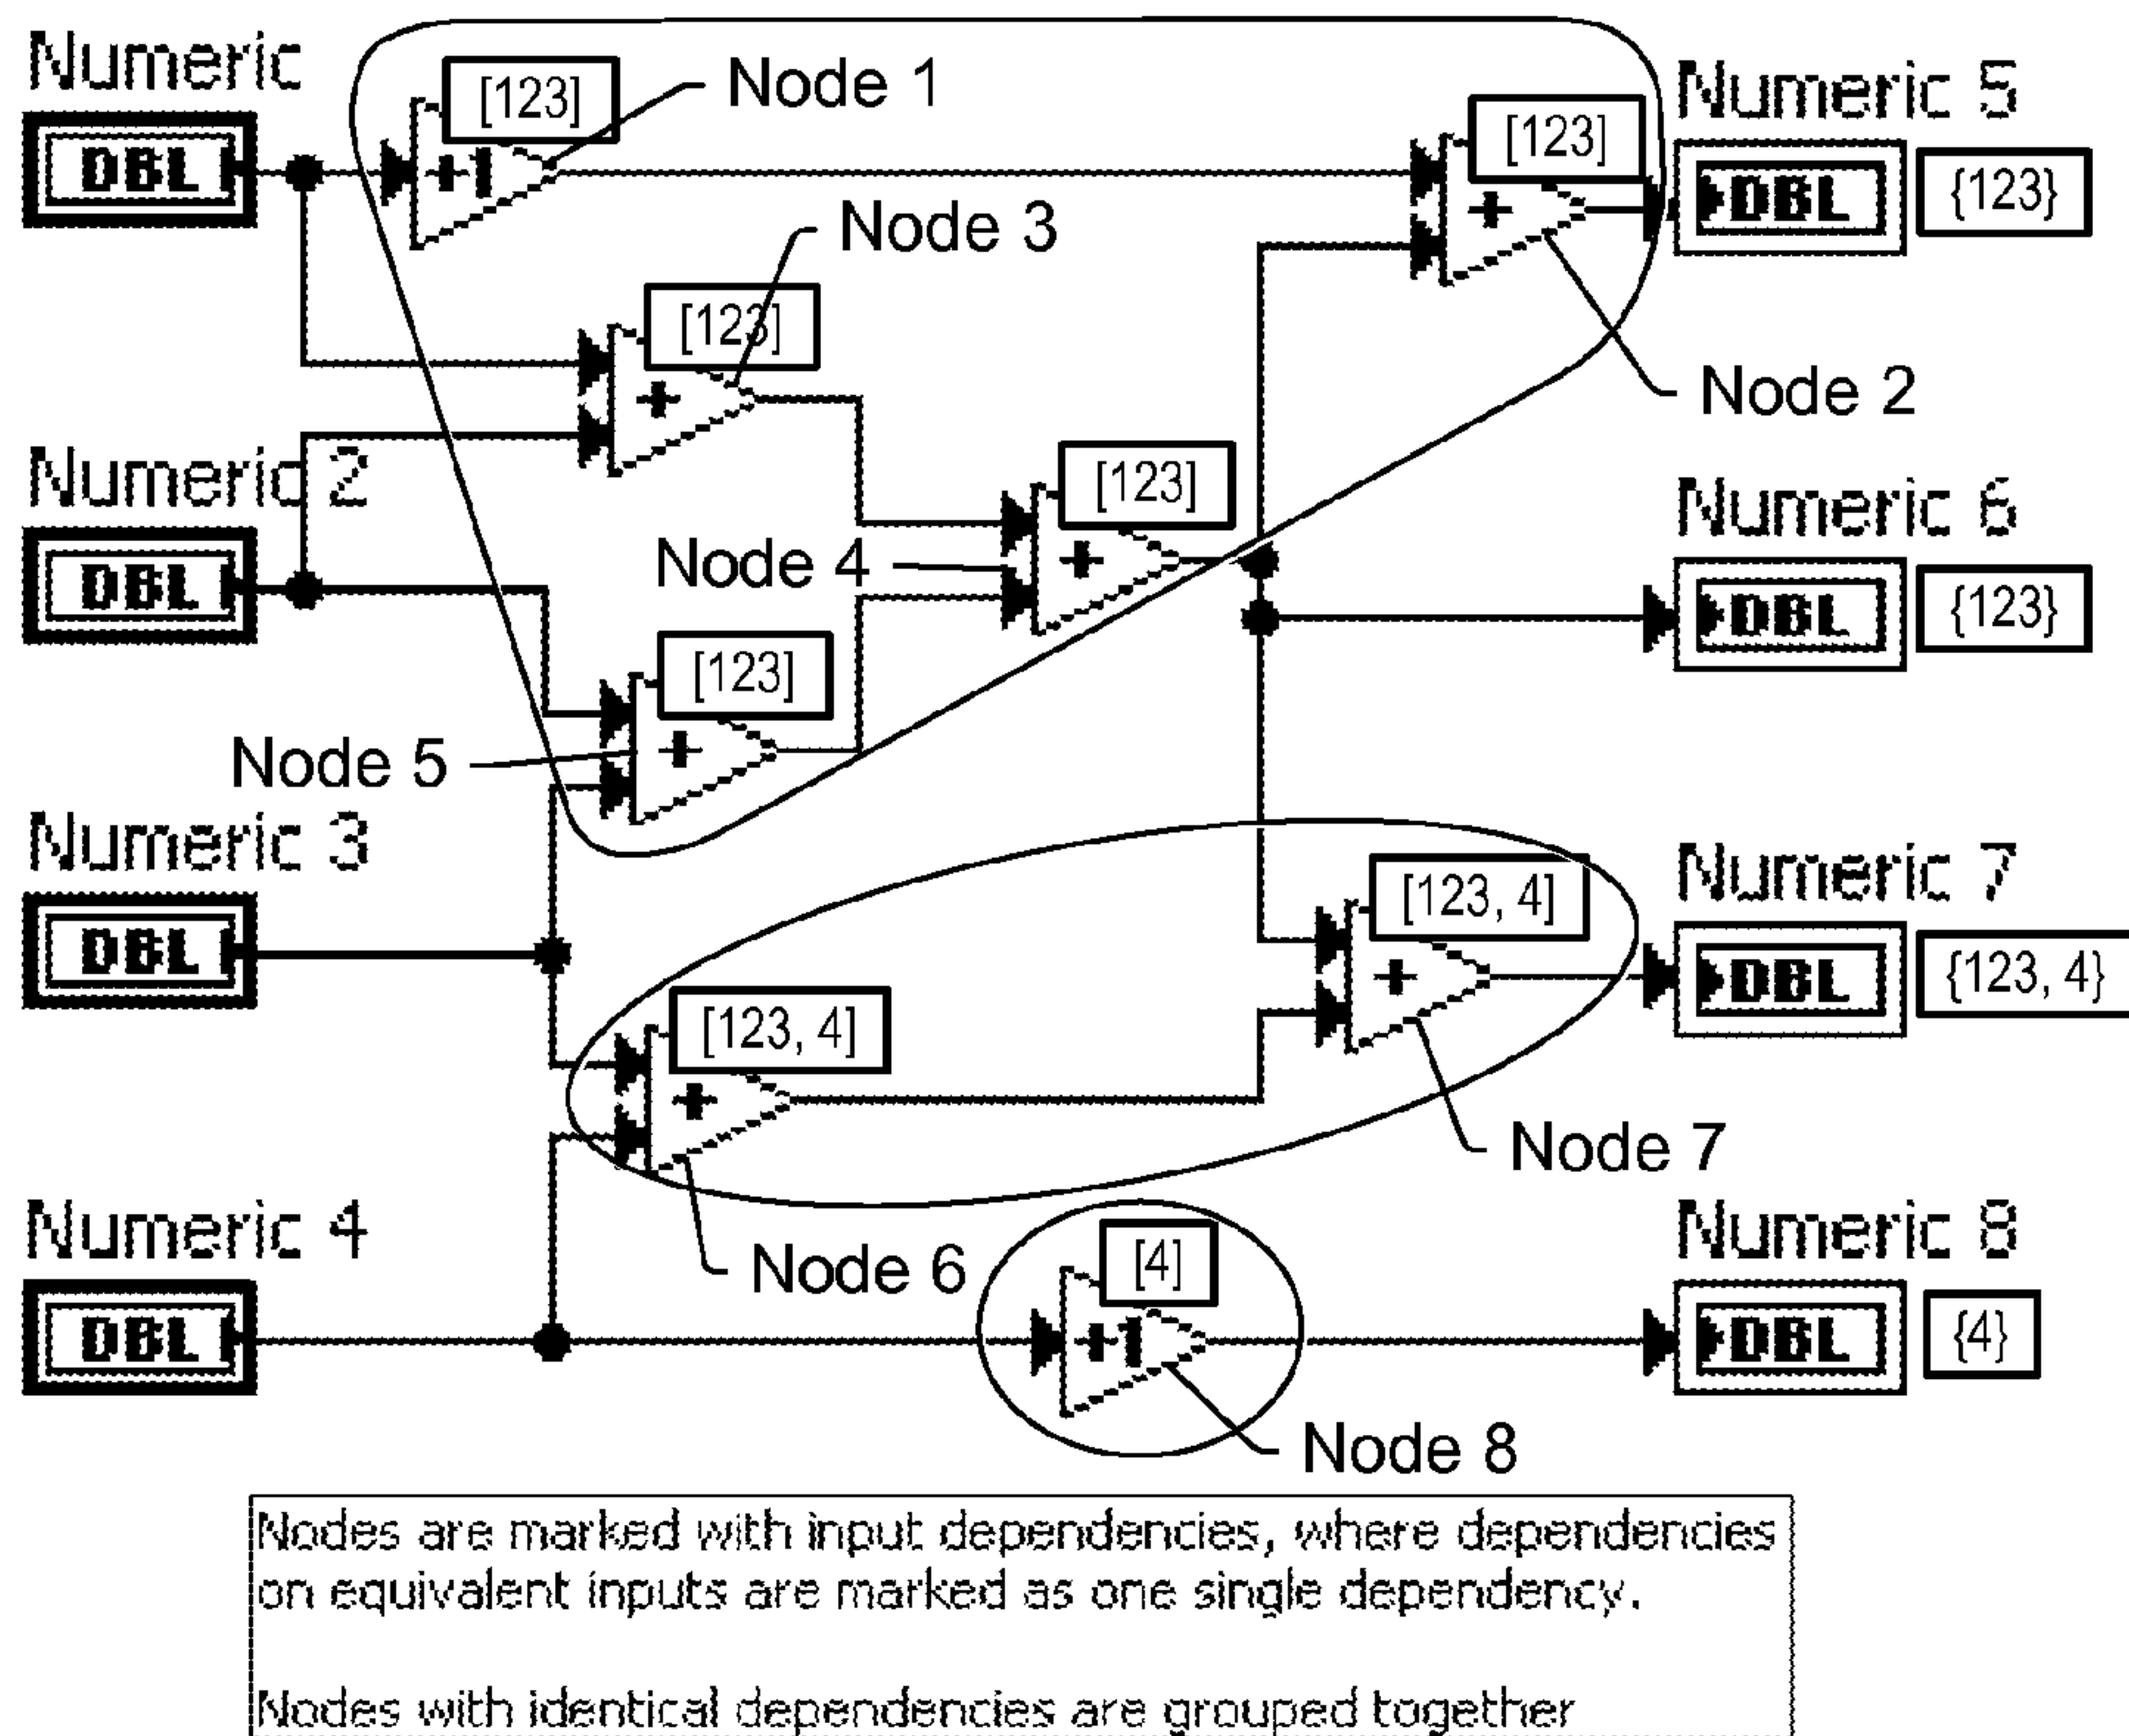 Numeric
DBL
[123]
Node 1
[123]
Numeric 5
DBL
{123}
Node 3
[123]
Node 2
Numeric 2
DBL
[123]
Node 4
Numeric 6
DBL
{123}
[123]
Node 5
Numeric 3
DBL
[123, 4]
Numeric 7
DBL
{123, 4}
[123, 4]
Node 7
Numeric 4
DBL
Node 6
[4]
Numeric 8
DBL
{4}
Node 8
Nodes are marked with input dependencies, where dependencies
on equivalent inputs are marked as one single dependency.
Nodes with identical dependencies are grouped together
+1
+
+
+
+
+
+
+1